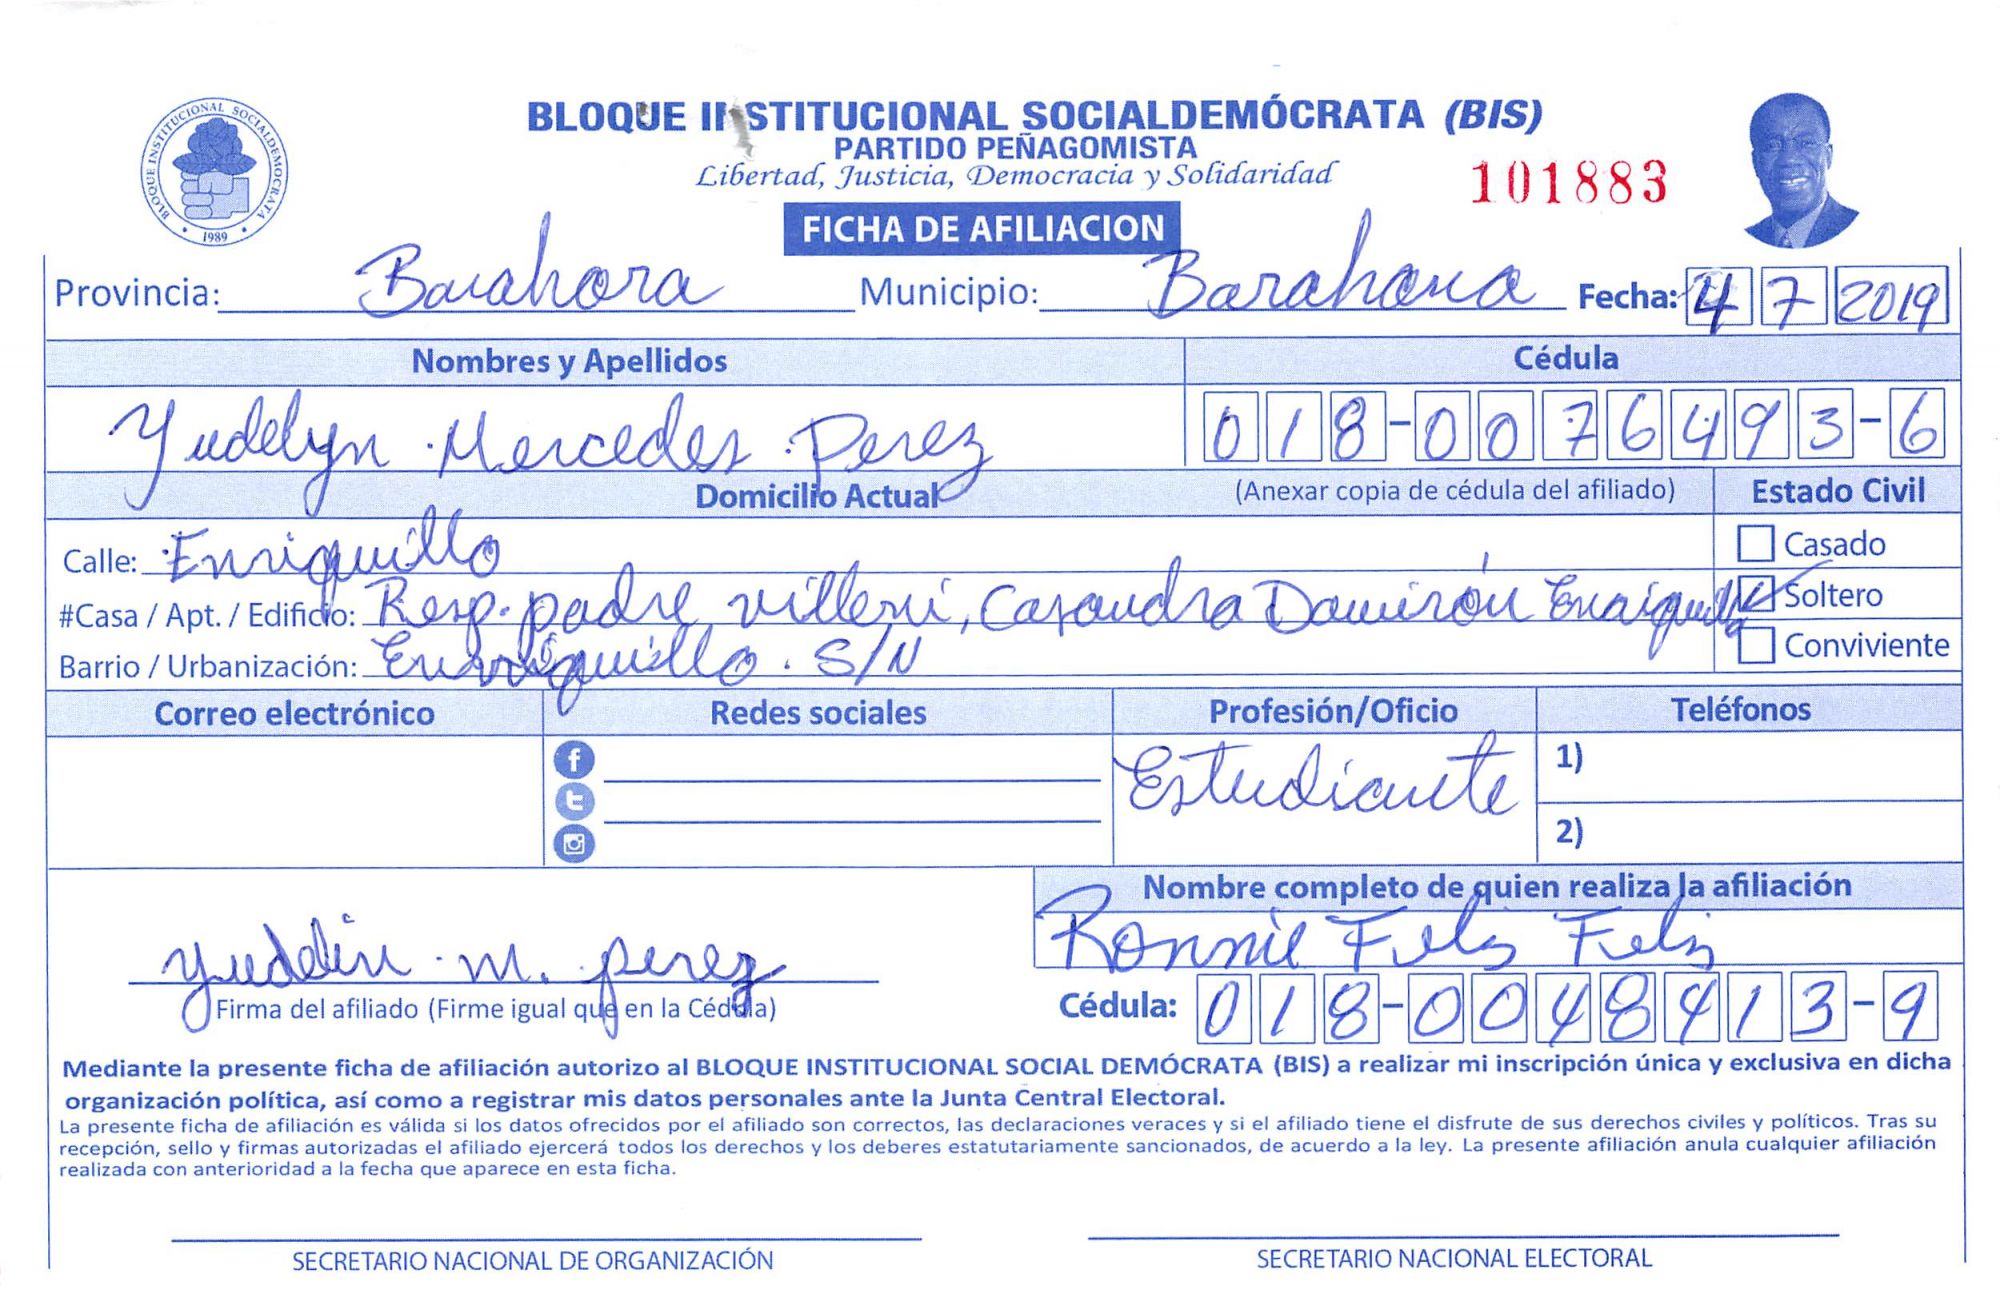 BLOQUE INSTITUCIONAL SOCIALDEMÓCRATA (BIS)
PARTIDO PEÑAGOMISTA
Libertad, Justicia, Democracia y Solidaridad
101883
BLOQUE INSTITUCIONAL SOCIALDEMOCRATA
1989
FICHA DE AFILIACION
Provincia: Barahona Municipio: Barahona Fecha: 4 7 2019
Nombres y Apellidos Cédula
Yudelyn Mercedes Perez 018-0076493-6
Domicilio Actual (Anexar copia de cédula del afiliado) Estado Civil
Calle: Enriquillo Casado
#Casa / Apt. / Edificio: Resp. padre villeni, Casandra Damirón Enriquillo Soltero
Barrio / Urbanización: Enriquillo. S/N Conviviente
Correo electrónico Redes sociales Profesión/Oficio Teléfonos
Estudiante 1)
2)
Nombre completo de quien realiza la afiliación
Ronnie Feliz Feliz
yudelin m. perez
Firma del afiliado (Firme igual que en la Cédula) Cédula: 018-0048413-9
Mediante la presente ficha de afiliación autorizo al BLOQUE INSTITUCIONAL SOCIAL DEMÓCRATA (BIS) a realizar mi inscripción única y exclusiva en dicha
organización política, así como a registrar mis datos personales ante la Junta Central Electoral.
La presente ficha de afiliación es válida si los datos ofrecidos por el afiliado son correctos, las declaraciones veraces y si el afiliado tiene el disfrute de sus derechos civiles y políticos. Tras su
recepción, sello y firmas autorizadas el afiliado ejercerá todos los derechos y los deberes estatutariamente sancionados, de acuerdo a la ley. La presente afiliación anula cualquier afiliación
realizada con anterioridad a la fecha que aparece en esta ficha.
SECRETARIO NACIONAL DE ORGANIZACIÓN SECRETARIO NACIONAL ELECTORAL